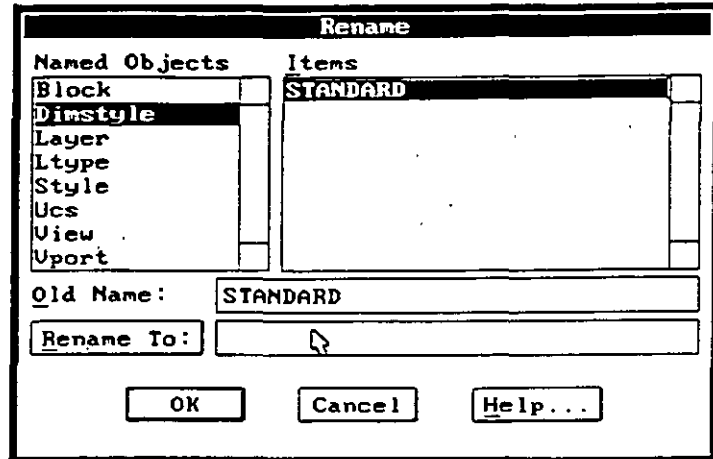 Rename
Named Objects
Items
Block
Dimstyle
Layer
Ltype
Style
Ucs
View
Vport
STANDARD
Old Name:
STANDARD
Rename To:
OK
Cancel
Help...